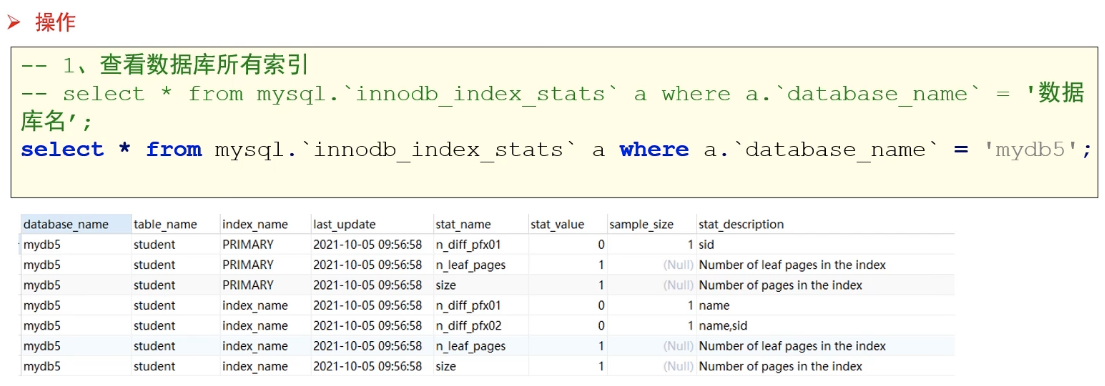 ➤ 操作
-- 1、查看数据库所有索引
-- select * from mysql.`innodb_index_stats` a where a.`database_name` = '数据
库名’;
select * from mysql.`innodb_index_stats` a where a.`database_name` = 'mydb5';
database_name table_name index_name last_update stat_name stat_value sample_size stat_description
mydb5 student PRIMARY 2021-10-05 09:56:58 n_diff_pfx01 0 1 sid
mydb5 student PRIMARY 2021-10-05 09:56:58 n_leaf_pages 1 (Null) Number of leaf pages in the index
mydb5 student PRIMARY 2021-10-05 09:56:58 size 1 (Null) Number of pages in the index
mydb5 student index_name 2021-10-05 09:56:58 n_diff_pfx01 0 1 name
mydb5 student index_name 2021-10-05 09:56:58 n_diff_pfx02 0 1 name,sid
mydb5 student index_name 2021-10-05 09:56:58 n_leaf_pages 1 (Null) Number of leaf pages in the index
mydb5 student index_name 2021-10-05 09:56:58 size 1 (Null) Number of pages in the index